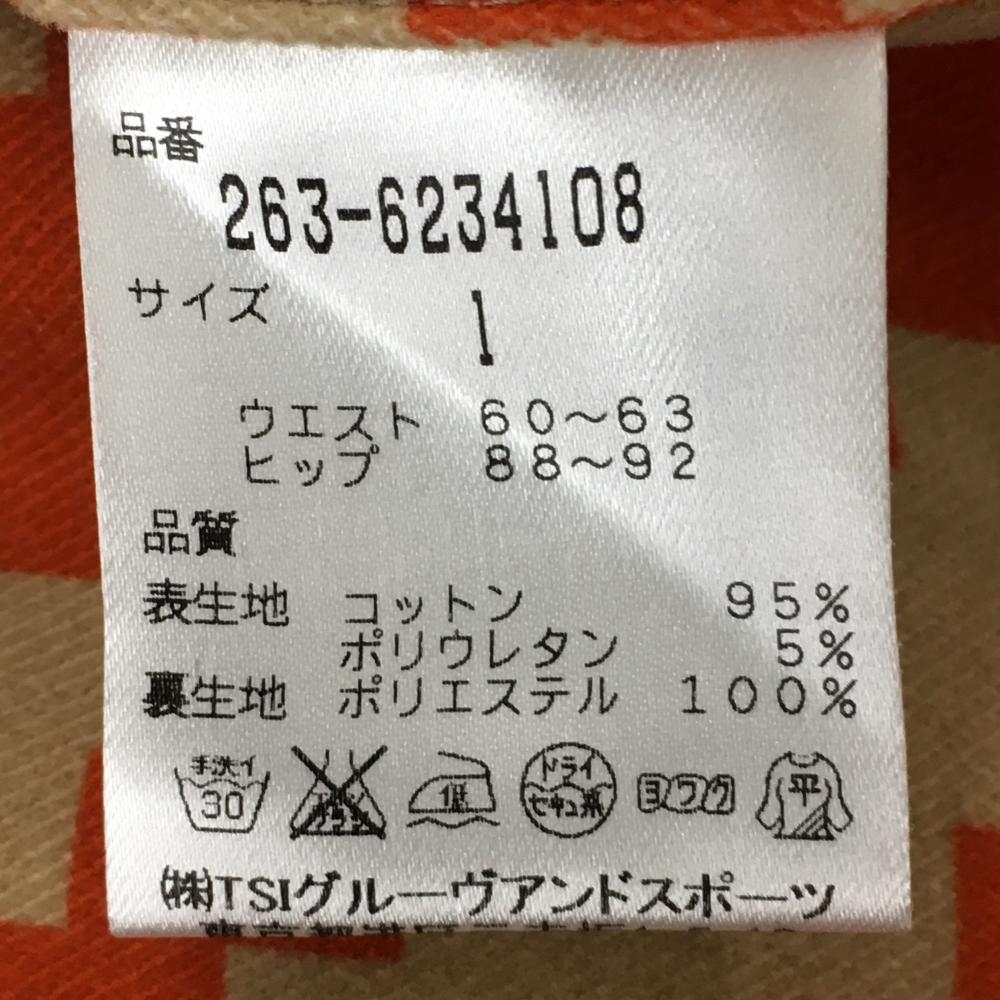 品番
263-6234108
サイズ 1
ウエスト 60～63
ヒップ 88～92
品質
表生地 コットン 95%
ポリウレタン 5%
裏生地 ポリエステル 100%
手洗イ 30 低 ドライ セキユ系 ヨワク 平
㈱TSIグルーヴアンドスポーツ